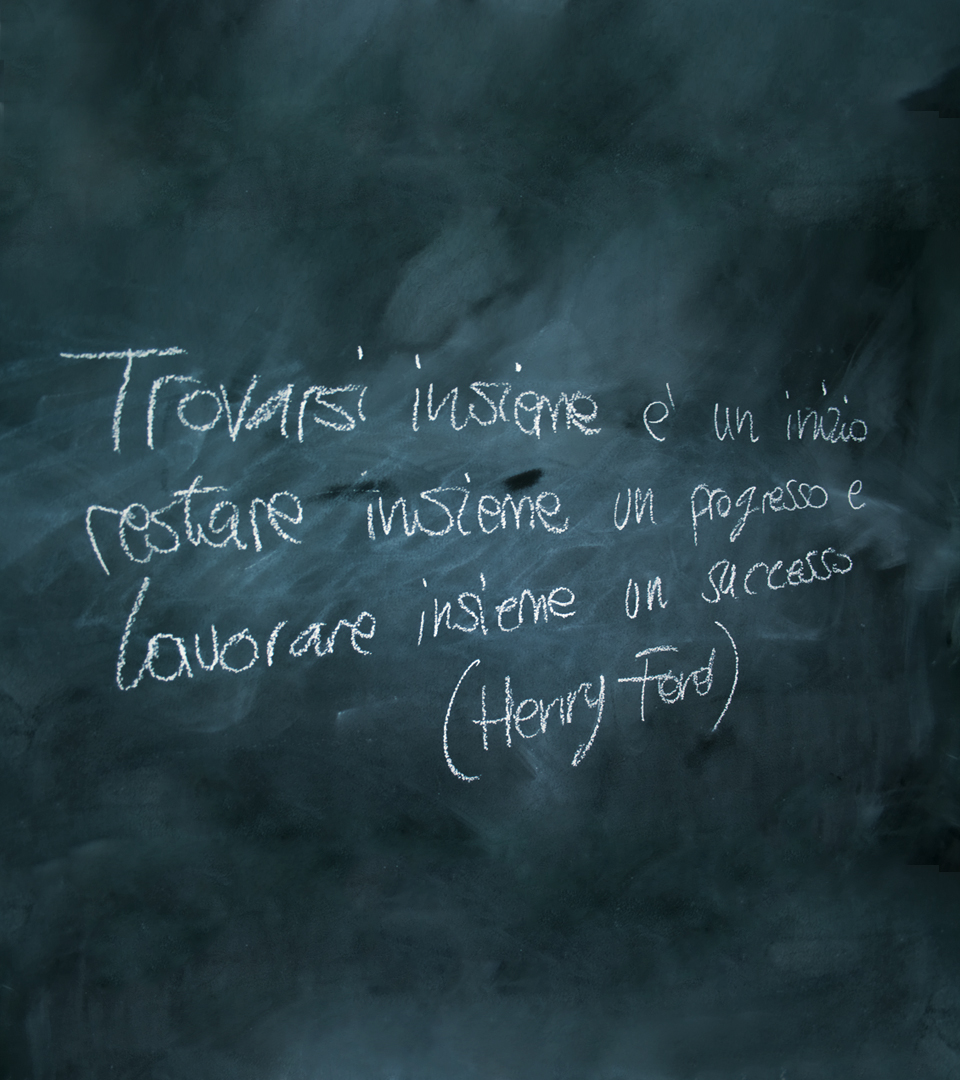 Trovarsi insieme e' un inizio
restare insieme un progresso e
lavorare insieme un successo
(Henry Ford)